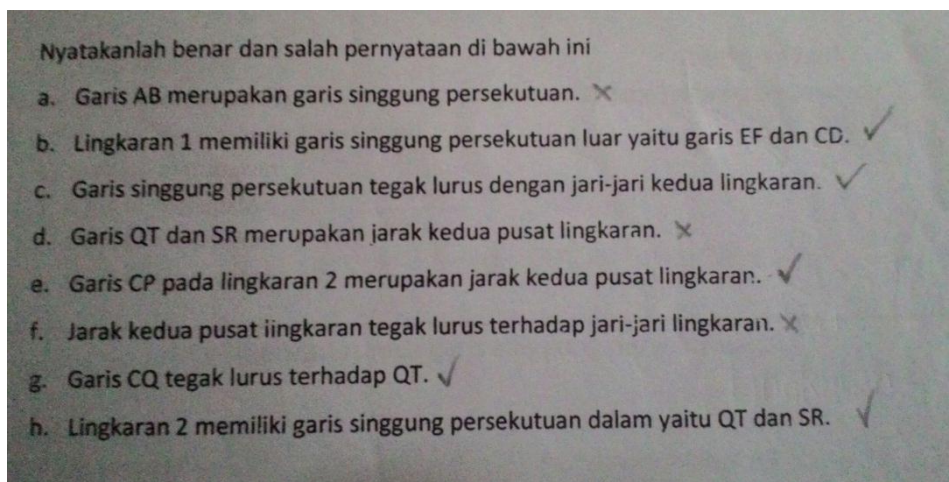 Nyatakanlah benar dan salah pernyataan di bawah ini
a. Garis AB merupakan garis singgung persekutuan. ✗
b. Lingkaran 1 memiliki garis singgung persekutuan luar yaitu garis EF dan CD. ✓
c. Garis singgung persekutuan tegak lurus dengan jari-jari kedua lingkaran. ✓
d. Garis QT dan SR merupakan jarak kedua pusat lingkaran. ✗
e. Garis CP pada lingkaran 2 merupakan jarak kedua pusat lingkaran. ✓
f. Jarak kedua pusat lingkaran tegak lurus terhadap jari-jari lingkaran. ✗
g. Garis CQ tegak lurus terhadap QT. ✓
h. Lingkaran 2 memiliki garis singgung persekutuan dalam yaitu QT dan SR. ✓